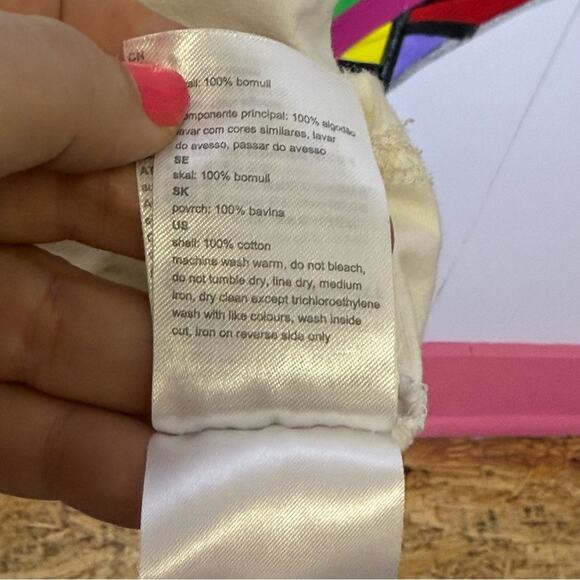 CN
100% bomull
componente principal: 100% algodão
lavar com cores similares, lavar
do avesso, passar do avesso
SE
skal: 100% bomull
SK
povrch: 100% bavlna
US
shell: 100% cotton
machine wash warm, do not bleach,
do not tumble dry, line dry, medium
iron, dry clean except trichloroethylene
wash with like colours, wash inside
out, iron on reverse side only